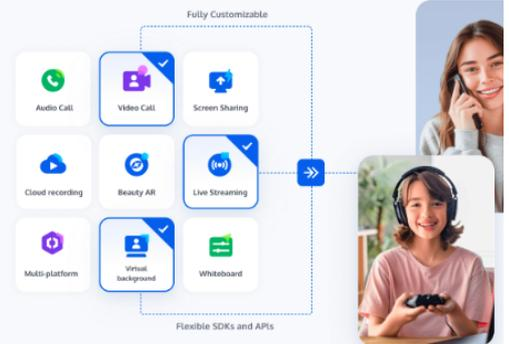 Fully Customizable
Audio Call
Video Call
Screen Sharing
Cloud recording
Beauty AR
Live Streaming
Multi-platform
Virtual
background
Whiteboard
Flexible SDKs and APIs